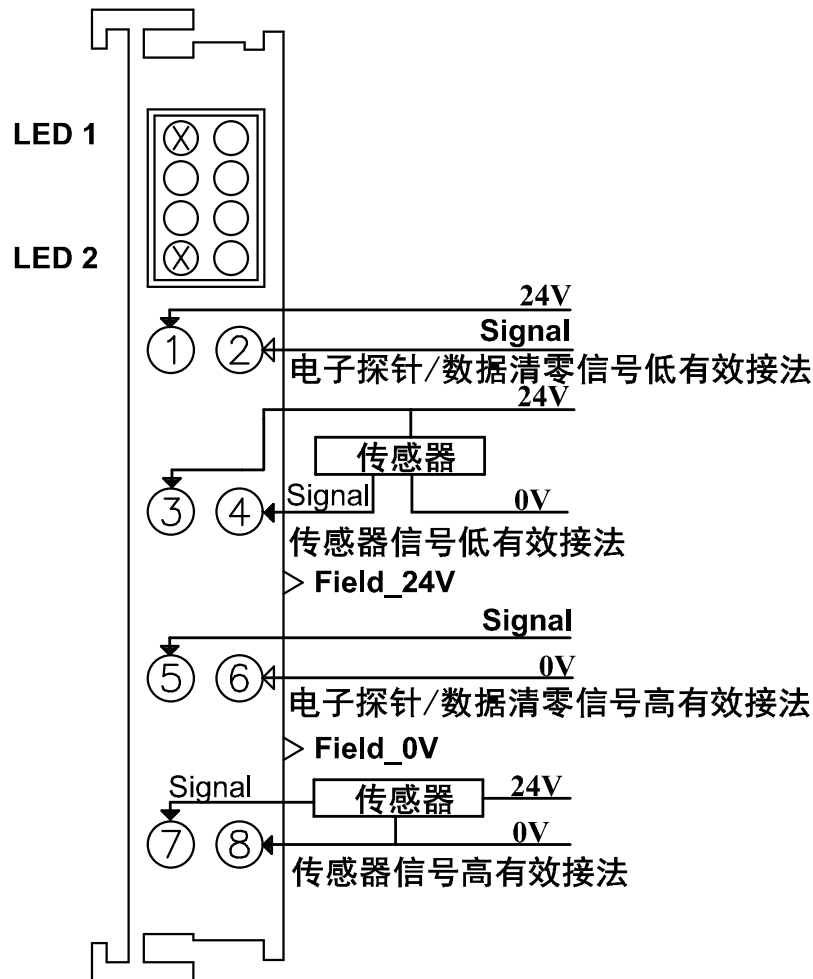 LED 1
LED 2
24V
Signal
1 2
电子探针/数据清零信号低有效接法
24V
传感器
Signal
3 4
0V
传感器信号低有效接法
Field_24V
Signal
5 6
0V
电子探针/数据清零信号高有效接法
Field_0V
Signal
传感器
24V
7 8
0V
传感器信号高有效接法